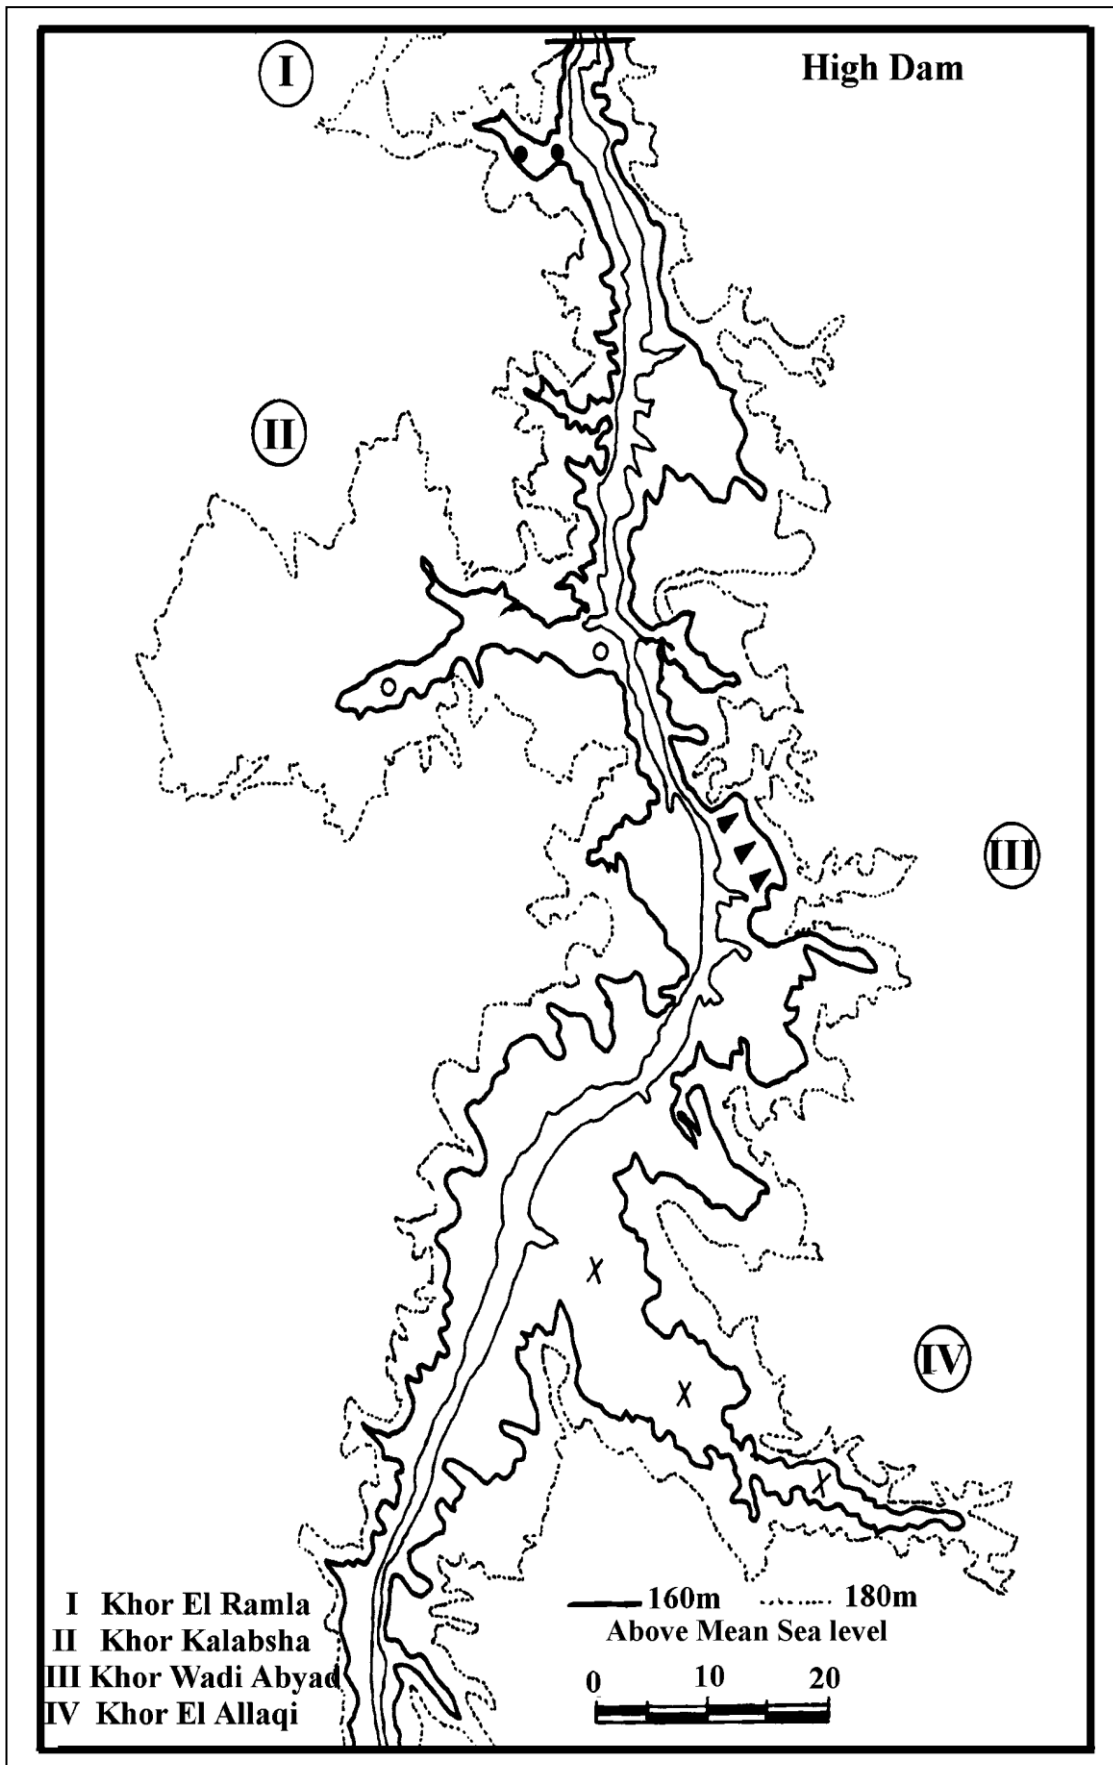 I
High Dam
II
III
IV
I Khor El Ramla
II Khor Kalabsha
III Khor Wadi Abyad
IV Khor El Allaqi
160m 180m
Above Mean Sea level
0 10 20